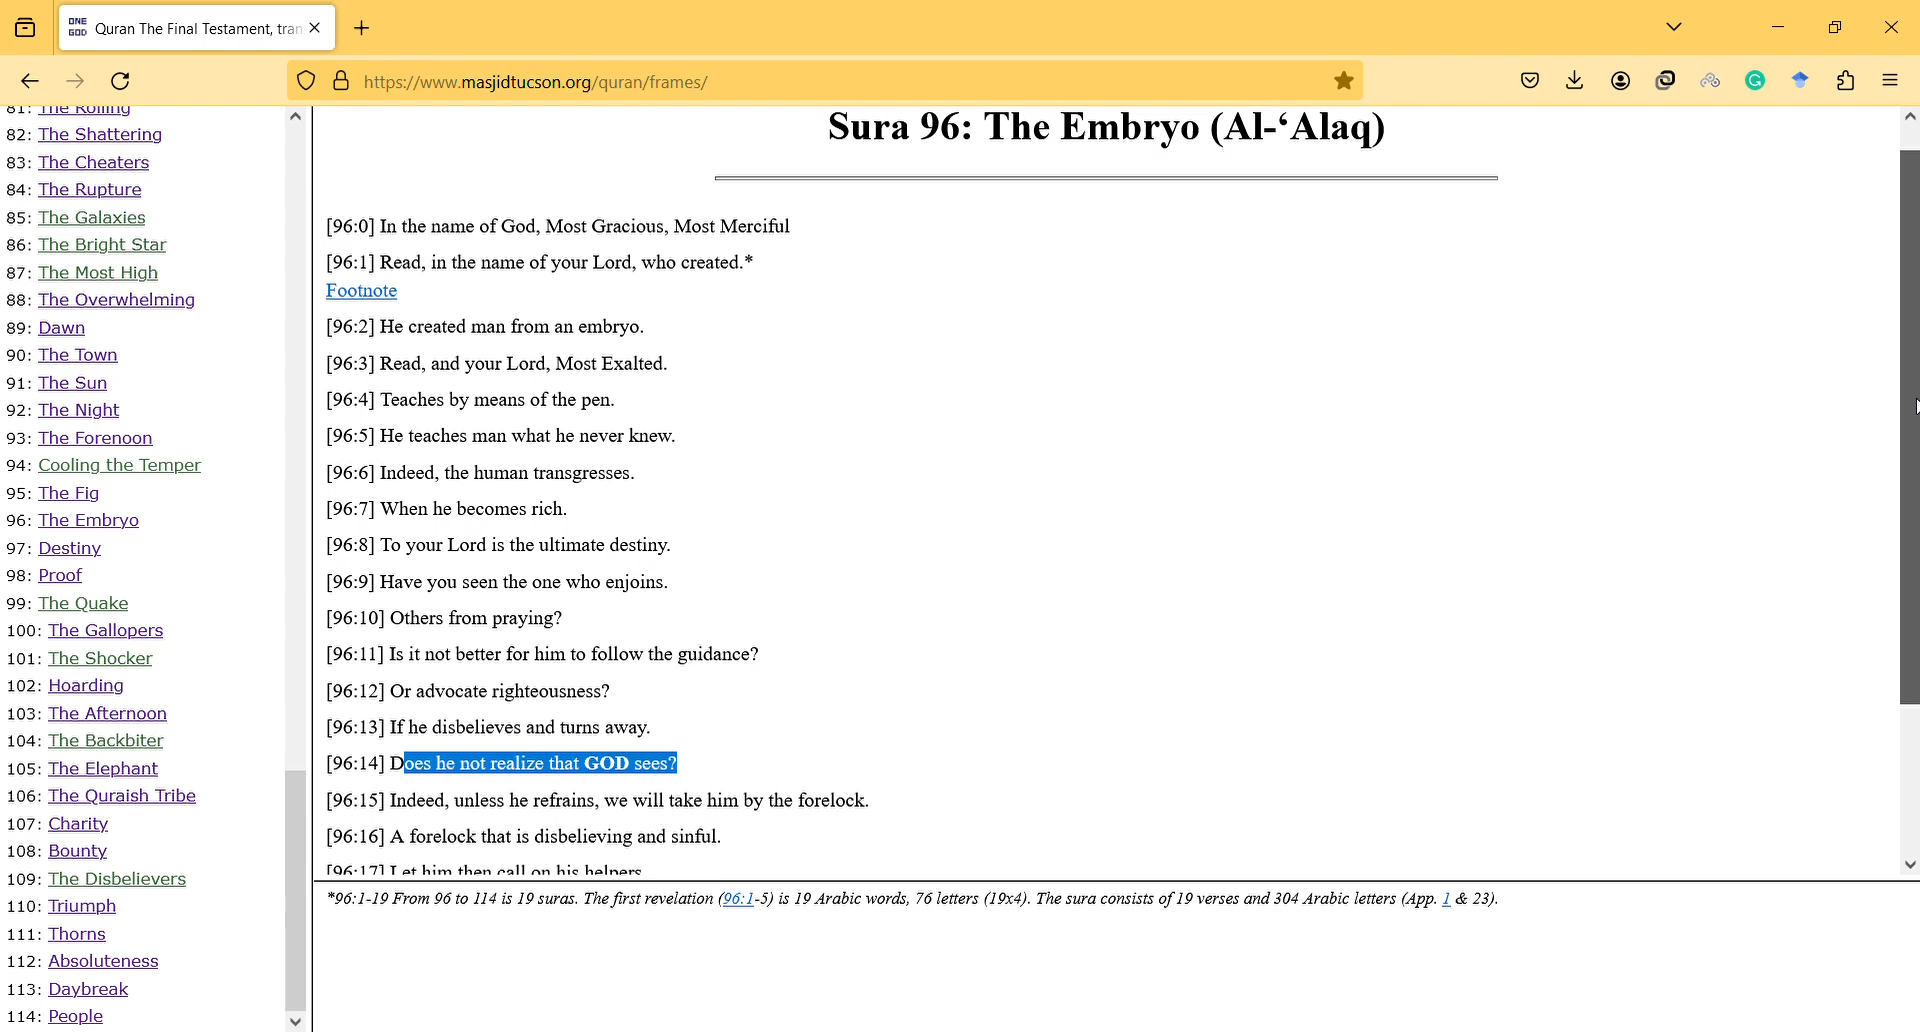 ONE
GOD
Quran The Final Testament, tran
https://www.masjidtucson.org/quran/frames/
81: The Rolling
82: The Shattering
83: The Cheaters
84: The Rupture
85: The Galaxies
86: The Bright Star
87: The Most High
88: The Overwhelming
89: Dawn
90: The Town
91: The Sun
92: The Night
93: The Forenoon
94: Cooling the Temper
95: The Fig
96: The Embryo
97: Destiny
98: Proof
99: The Quake
100: The Gallopers
101: The Shocker
102: Hoarding
103: The Afternoon
104: The Backbiter
105: The Elephant
106: The Quraish Tribe
107: Charity
108: Bounty
109: The Disbelievers
110: Triumph
111: Thorns
112: Absoluteness
113: Daybreak
114: People
Sura 96: The Embryo (Al-‘Alaq)
[96:0] In the name of God, Most Gracious, Most Merciful
[96:1] Read, in the name of your Lord, who created.*
Footnote
[96:2] He created man from an embryo.
[96:3] Read, and your Lord, Most Exalted.
[96:4] Teaches by means of the pen.
[96:5] He teaches man what he never knew.
[96:6] Indeed, the human transgresses.
[96:7] When he becomes rich.
[96:8] To your Lord is the ultimate destiny.
[96:9] Have you seen the one who enjoins.
[96:10] Others from praying?
[96:11] Is it not better for him to follow the guidance?
[96:12] Or advocate righteousness?
[96:13] If he disbelieves and turns away.
[96:14] Does he not realize that GOD sees?
[96:15] Indeed, unless he refrains, we will take him by the forelock.
[96:16] A forelock that is disbelieving and sinful.
[96:17] Let him then call on his helpers
*96:1-19 From 96 to 114 is 19 suras. The first revelation (96:1-5) is 19 Arabic words, 76 letters (19x4). The sura consists of 19 verses and 304 Arabic letters (App. 1 & 23).